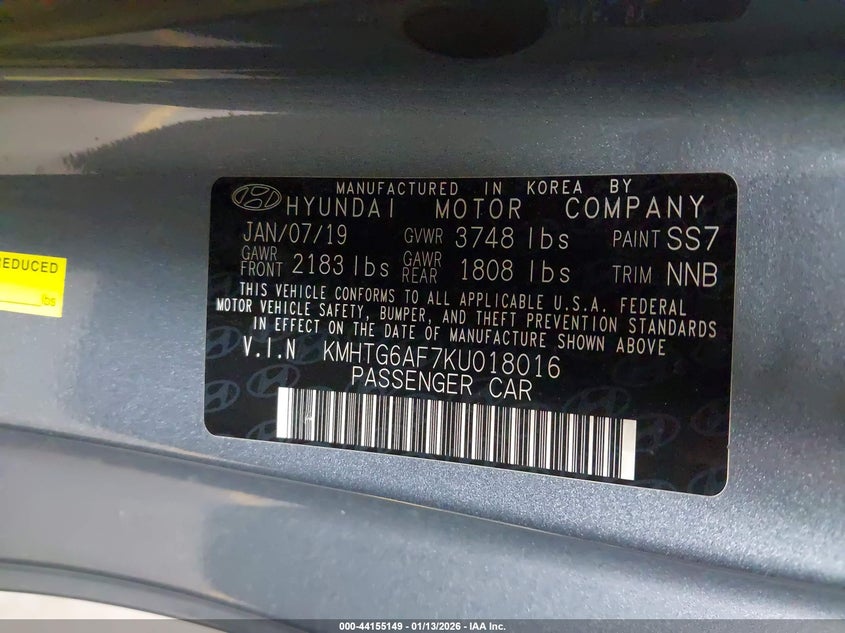 MANUFACTURED IN KOREA BY
HYUNDAI MOTOR COMPANY
JAN/07/19 GVWR 3748 lbs PAINT SS7
GAWR FRONT 2183 lbs GAWR REAR 1808 lbs TRIM NNB
THIS VEHICLE CONFORMS TO ALL APPLICABLE U.S.A. FEDERAL
MOTOR VEHICLE SAFETY, BUMPER, AND THEFT PREVENTION STANDARDS
IN EFFECT ON THE DATE OF MANUFACTURE SHOWN ABOVE
V.I.N KMHTG6AF7KU018016
PASSENGER CAR
REDUCED
lbs
000-44155149 - 01/13/2026 - IAA Inc.